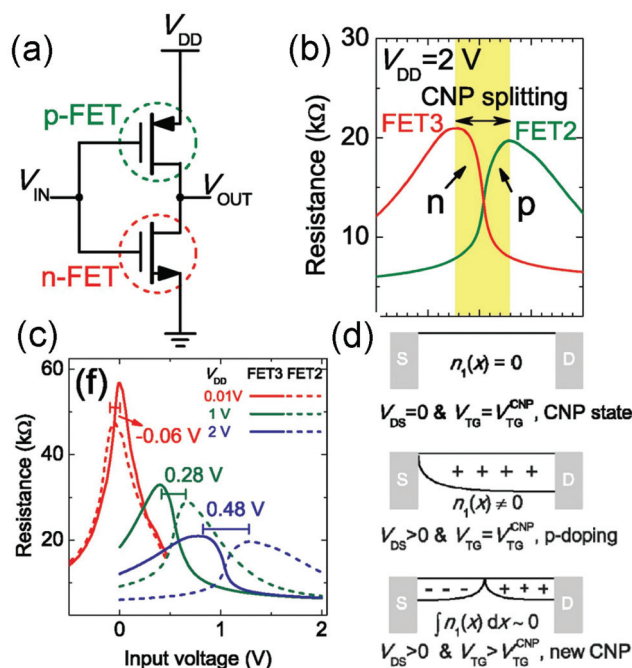 (a)
V_DD
p-FET
V_IN
V_OUT
n-FET
(b)
30
20
10
Resistance (kΩ)
V_DD=2 V
CNP splitting
FET3
FET2
n
p
(c)
(f)
V_DD FET3 FET2
0.01V
1 V
2 V
60
40
20
Resistance (kΩ)
-0.06 V
0.28 V
0.48 V
0
1
2
Input voltage (V)
(d)
S
D
n₁(x) = 0
V_DS=0 & V_TG=V_TG^CNP, CNP state
S
D
+ + + +
n₁(x) ≠ 0
V_DS>0 & V_TG=V_TG^CNP, p-doping
S
D
- - - + + +
∫ n₁(x) dx~ 0
V_DS>0 & V_TG>V_TG^CNP, new CNP